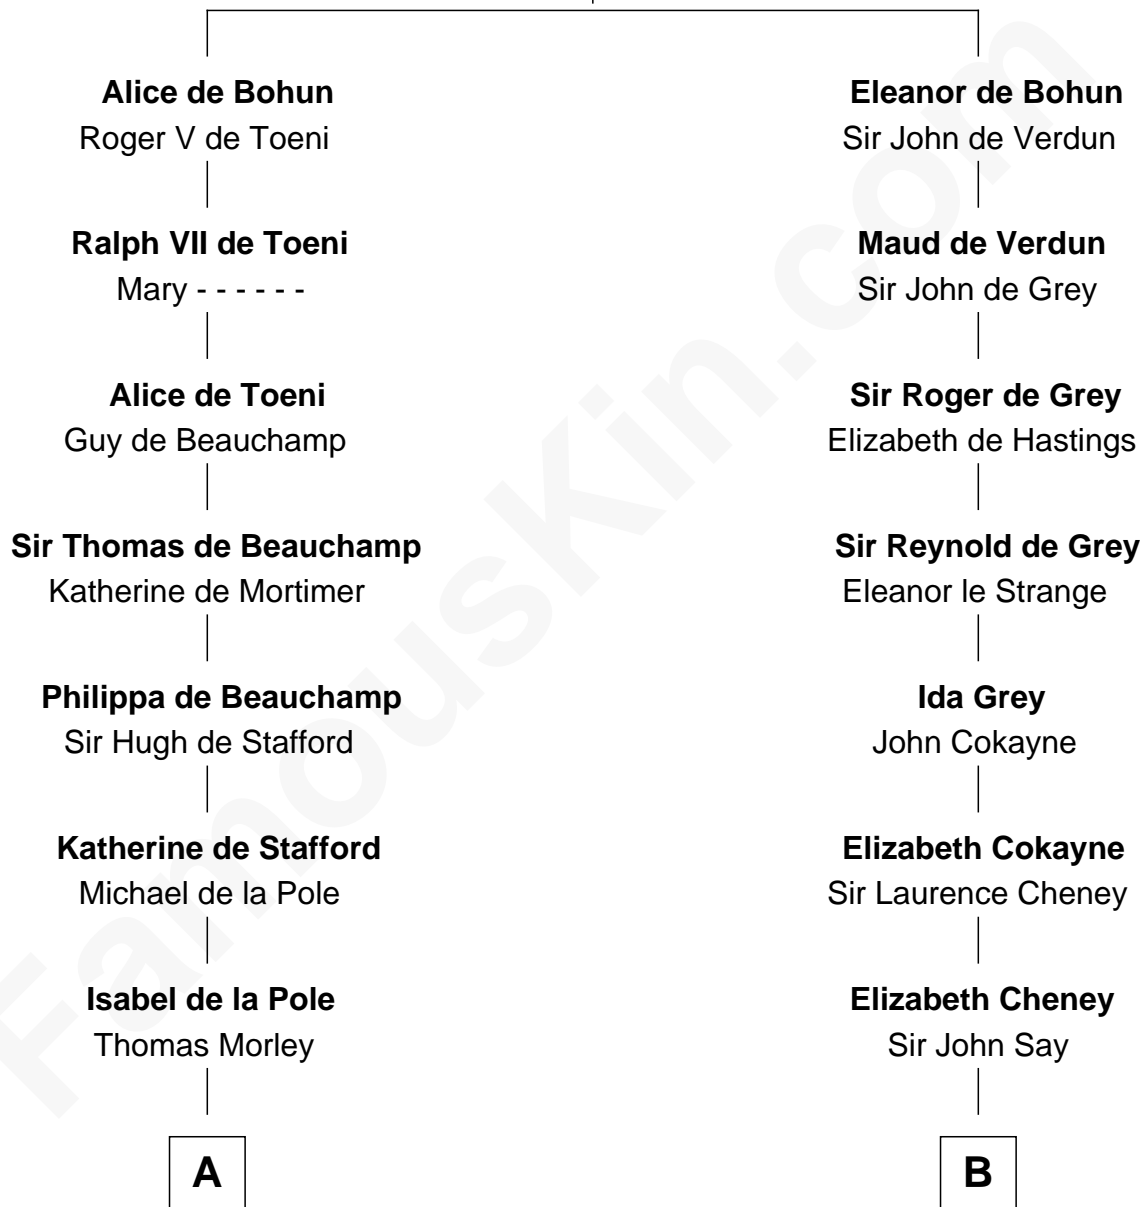 Alice de Bohun
Roger V de Toeni
Ralph VII de Toeni
Mary - - - - - -
Alice de Toeni
Guy de Beauchamp
Sir Thomas de Beauchamp
Katherine de Mortimer
Philippa de Beauchamp
Sir Hugh de Stafford
Katherine de Stafford
Michael de la Pole
Isabel de la Pole
Thomas Morley
A
Eleanor de Bohun
Sir John de Verdun
Maud de Verdun
Sir John de Grey
Sir Roger de Grey
Elizabeth de Hastings
Sir Reynold de Grey
Eleanor le Strange
Ida Grey
John Cokayne
Elizabeth Cokayne
Sir Laurence Cheney
Elizabeth Cheney
Sir John Say
B
FamousKin.com